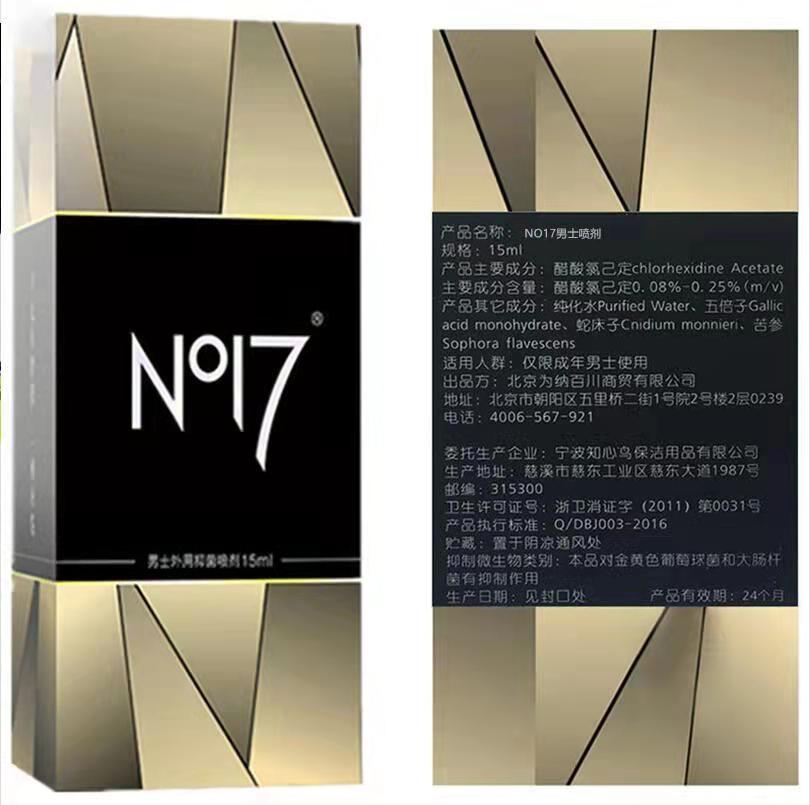 No17
®
男士外用抑菌喷剂15ml
产品名称： NO17男士喷剂
规格：15ml
产品主要成分：醋酸氯己定chlorhexidine Acetate
主要成分含量：醋酸氯己定0.08%-0.25%(m/v)
产品其它成分：纯化水Purified Water、五倍子Gallic
acid monohydrate、蛇床子Cnidium monnieri、苦参
Sophora flavescens
适用人群：仅限成年男士使用
出品方：北京为纳百川商贸有限公司
地址：北京市朝阳区五里桥二街1号院2号楼2层0239
电话：4006-567-921
委托生产企业：宁波知心鸟保洁用品有限公司
生产地址：慈溪市慈东工业区慈东大道1987号
邮编：315300
卫生许可证号：浙卫消证字（2011）第0031号
产品执行标准：Q/DBJ003-2016
贮藏：置于阴凉通风处
抑制微生物类别：本品对金黄色葡萄球菌和大肠杆
菌有抑制作用
生产日期：见封口处 产品有效期：24个月